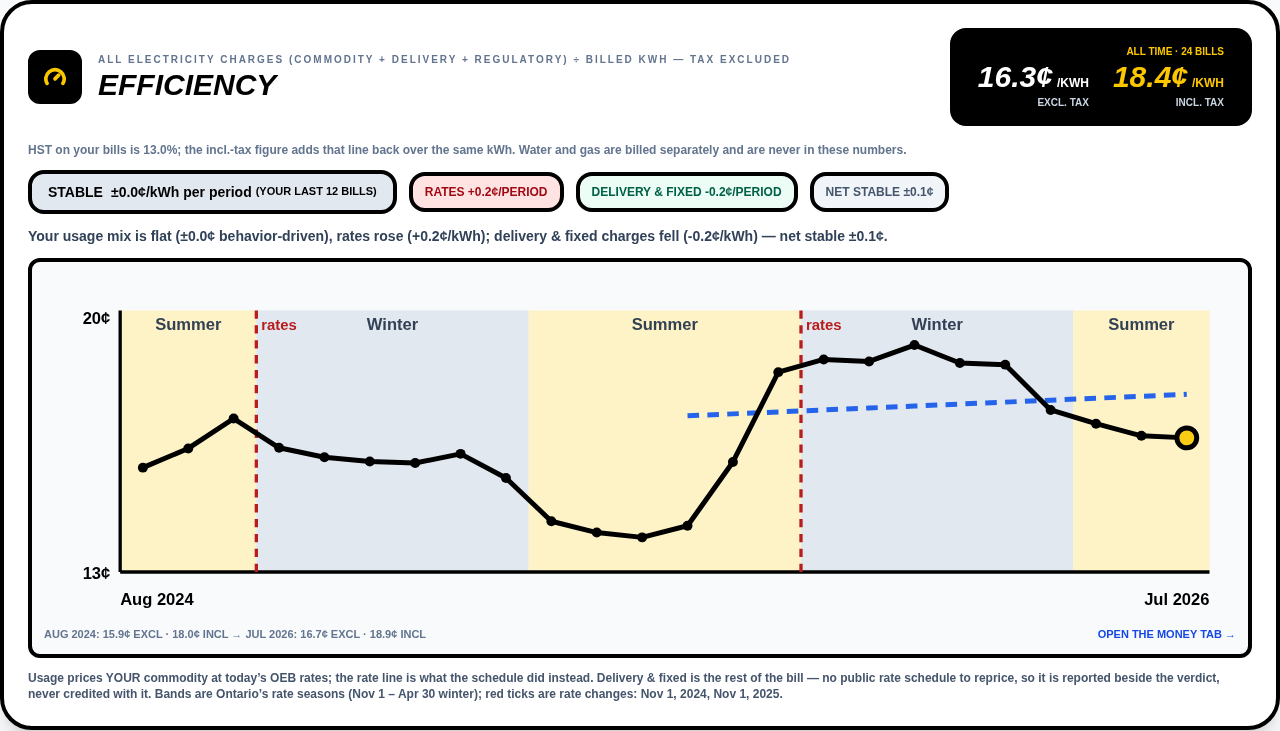 ALL ELECTRICITY CHARGES (COMMODITY + DELIVERY + REGULATORY) ÷ BILLED KWH — TAX EXCLUDED
EFFICIENCY
ALL TIME · 24 BILLS
16.3¢ /KWH
EXCL. TAX
18.4¢ /KWH
INCL. TAX
HST on your bills is 13.0%; the incl.-tax figure adds that line back over the same kWh. Water and gas are billed separately and are never in these numbers.
STABLE ±0.0¢/kWh per period (YOUR LAST 12 BILLS)
RATES +0.2¢/PERIOD
DELIVERY & FIXED -0.2¢/PERIOD
NET STABLE ±0.1¢
Your usage mix is flat (±0.0¢ behavior-driven), rates rose (+0.2¢/kWh); delivery & fixed charges fell (-0.2¢/kWh) — net stable ±0.1¢.
20¢
Summer
rates
Winter
Summer
rates
Winter
Summer
13¢
Aug 2024
Jul 2026
AUG 2024: 15.9¢ EXCL · 18.0¢ INCL → JUL 2026: 16.7¢ EXCL · 18.9¢ INCL
OPEN THE MONEY TAB →
Usage prices YOUR commodity at today's OEB rates; the rate line is what the schedule did instead. Delivery & fixed is the rest of the bill — no public rate schedule to reprice, so it is reported beside the verdict,
never credited with it. Bands are Ontario's rate seasons (Nov 1 – Apr 30 winter); red ticks are rate changes: Nov 1, 2024, Nov 1, 2025.